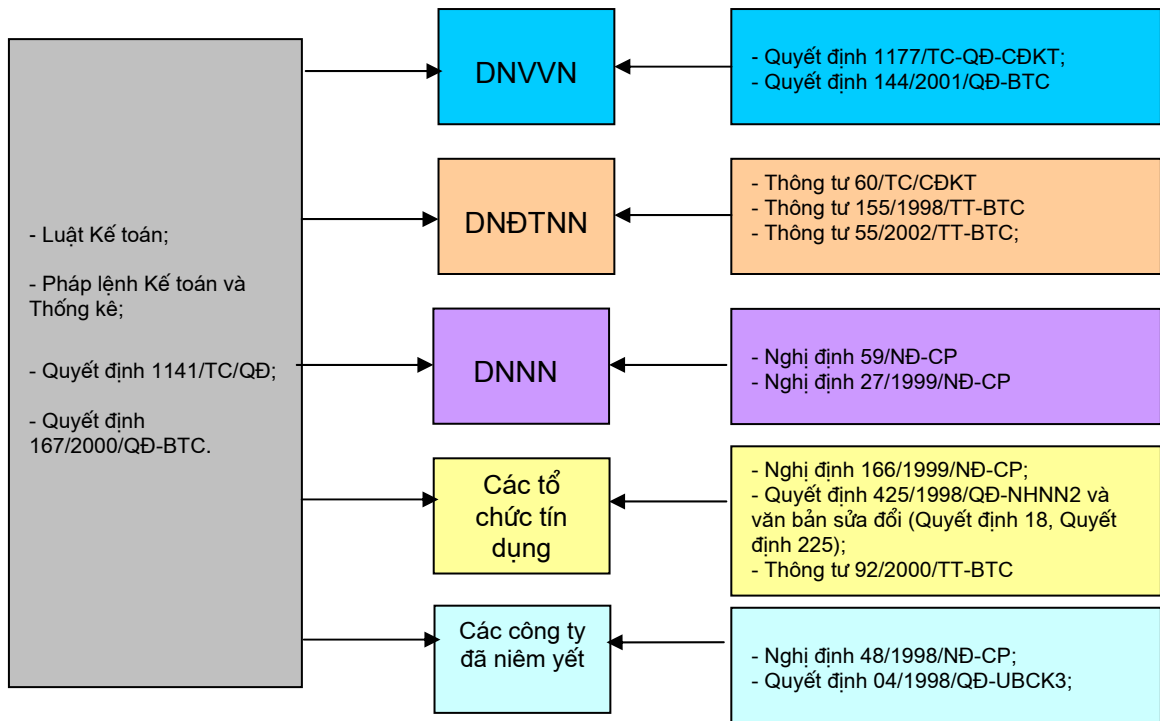 - Luật Kế toán;
- Pháp lệnh Kế toán và
Thống kê;
- Quyết định 1141/TC/QĐ;
- Quyết định
167/2000/QĐ-BTC.
DNVVN
- Quyết định 1177/TC-QĐ-CĐKT;
- Quyết định 144/2001/QĐ-BTC
DNĐTNN
- Thông tư 60/TC/CĐKT
- Thông tư 155/1998/TT-BTC
- Thông tư 55/2002/TT-BTC;
DNNN
- Nghị định 59/NĐ-CP
- Nghị định 27/1999/NĐ-CP
Các tổ
chức tín
dụng
- Nghị định 166/1999/NĐ-CP;
- Quyết định 425/1998/QĐ-NHNN2 và
văn bản sửa đổi (Quyết định 18, Quyết
định 225);
- Thông tư 92/2000/TT-BTC
Các công ty
đã niêm yết
- Nghị định 48/1998/NĐ-CP;
- Quyết định 04/1998/QĐ-UBCK3;